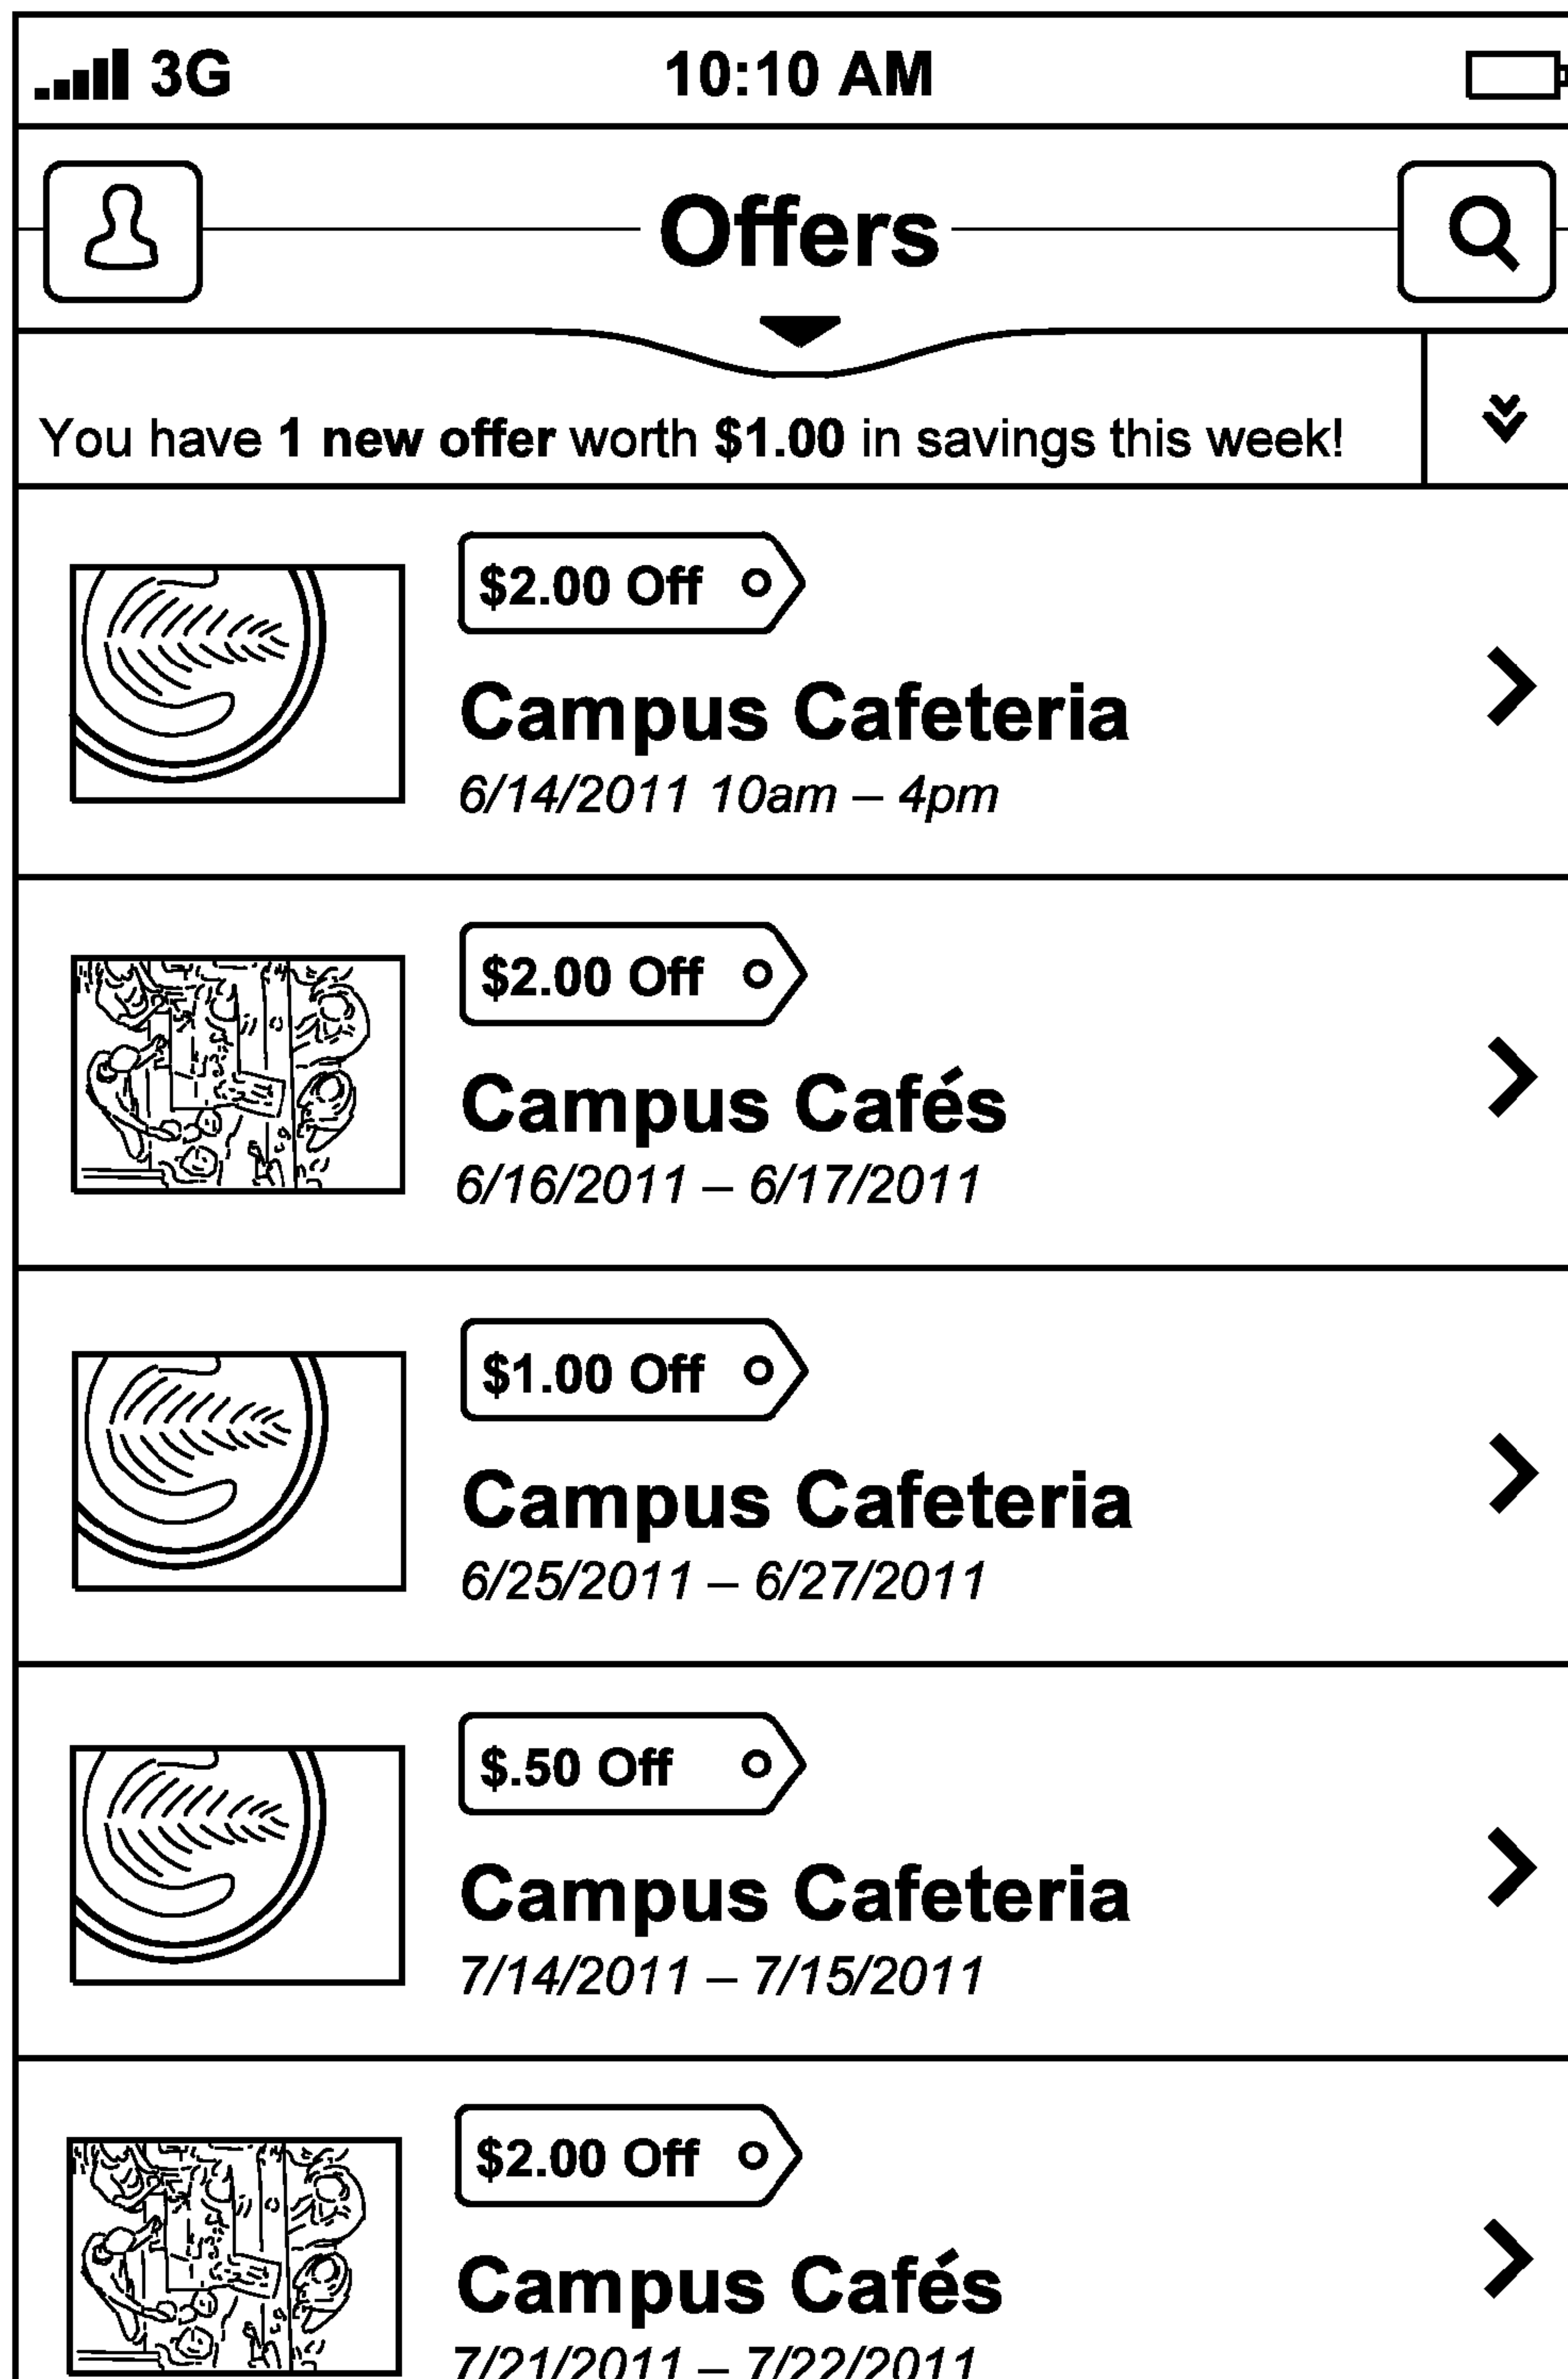 3G 10:10 AM
Offers
You have 1 new offer worth $1.00 in savings this week!
$2.00 Off
Campus Cafeteria
6/14/2011 10am – 4pm
$2.00 Off
Campus Cafés
6/16/2011 – 6/17/2011
$1.00 Off
Campus Cafeteria
6/25/2011 – 6/27/2011
$.50 Off
Campus Cafeteria
7/14/2011 – 7/15/2011
$2.00 Off
Campus Cafés
7/21/2011 – 7/22/2011